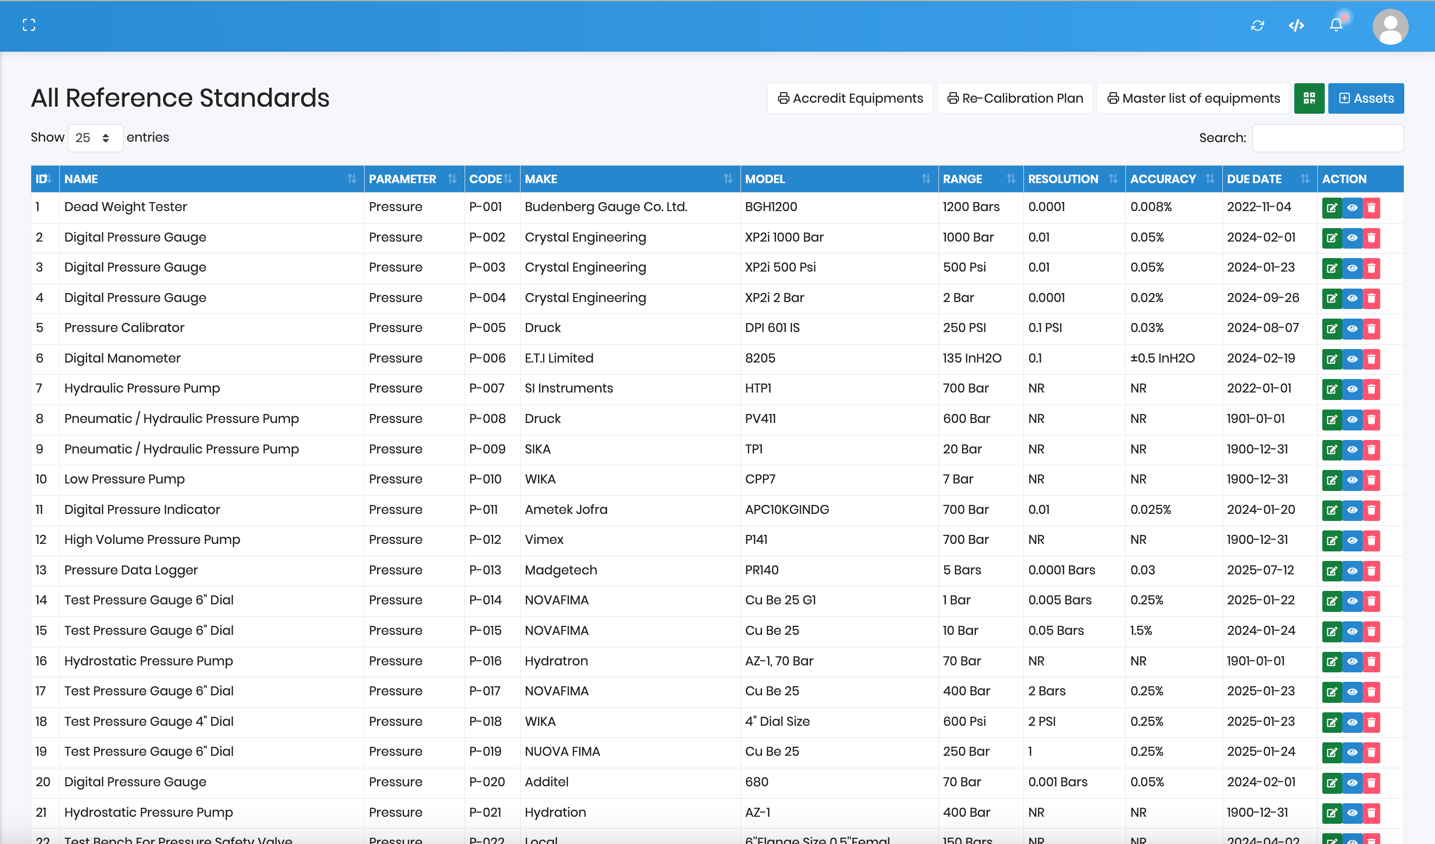 All Reference Standards
Accredit Equipments Re-Calibration Plan Master list of equipments Assets
Show 25 entries Search:
ID NAME PARAMETER CODE MAKE MODEL RANGE RESOLUTION ACCURACY DUE DATE ACTION
1 Dead Weight Tester Pressure P-001 Budenberg Gauge Co. Ltd. BGH1200 1200 Bars 0.0001 0.008% 2022-11-04
2 Digital Pressure Gauge Pressure P-002 Crystal Engineering XP2i 1000 Bar 1000 Bar 0.01 0.05% 2024-02-01
3 Digital Pressure Gauge Pressure P-003 Crystal Engineering XP2i 500 Psi 500 Psi 0.01 0.05% 2024-01-23
4 Digital Pressure Gauge Pressure P-004 Crystal Engineering XP2i 2 Bar 2 Bar 0.0001 0.02% 2024-09-26
5 Pressure Calibrator Pressure P-005 Druck DPI 601 IS 250 PSI 0.1 PSI 0.03% 2024-08-07
6 Digital Manometer Pressure P-006 E.T.I Limited 8205 135 InH2O 0.1 ±0.5 InH2O 2024-02-19
7 Hydraulic Pressure Pump Pressure P-007 SI Instruments HTP1 700 Bar NR NR 2022-01-01
8 Pneumatic / Hydraulic Pressure Pump Pressure P-008 Druck PV411 600 Bar NR NR 1901-01-01
9 Pneumatic / Hydraulic Pressure Pump Pressure P-009 SIKA TP1 20 Bar NR NR 1900-12-31
10 Low Pressure Pump Pressure P-010 WIKA CPP7 7 Bar NR NR 1900-12-31
11 Digital Pressure Indicator Pressure P-011 Ametek Jofra APC10KGINDG 700 Bar 0.01 0.025% 2024-01-20
12 High Volume Pressure Pump Pressure P-012 Vimex P141 700 Bar NR NR 1900-12-31
13 Pressure Data Logger Pressure P-013 Madgetech PR140 5 Bars 0.0001 Bars 0.03 2025-07-12
14 Test Pressure Gauge 6" Dial Pressure P-014 NOVAFIMA Cu Be 25 G1 1 Bar 0.005 Bars 0.25% 2025-01-22
15 Test Pressure Gauge 6" Dial Pressure P-015 NOVAFIMA Cu Be 25 10 Bar 0.05 Bars 1.5% 2024-01-24
16 Hydrostatic Pressure Pump Pressure P-016 Hydratron AZ-1, 70 Bar 70 Bar NR NR 1901-01-01
17 Test Pressure Gauge 6" Dial Pressure P-017 NOVAFIMA Cu Be 25 400 Bar 2 Bars 0.25% 2025-01-23
18 Test Pressure Gauge 4" Dial Pressure P-018 WIKA 4" Dial Size 600 Psi 2 PSI 0.25% 2025-01-23
19 Test Pressure Gauge 6" Dial Pressure P-019 NUOVA FIMA Cu Be 25 250 Bar 1 0.25% 2025-01-24
20 Digital Pressure Gauge Pressure P-020 Additel 680 70 Bar 0.001 Bars 0.05% 2024-02-01
21 Hydrostatic Pressure Pump Pressure P-021 Hydration AZ-1 400 Bar NR NR 1900-12-31
22 Test Bench For Pressure Safety Valve Pressure P-022 Local 6"Flange Size 0.5"Femal 150 Bars NR NR 2024-04-02